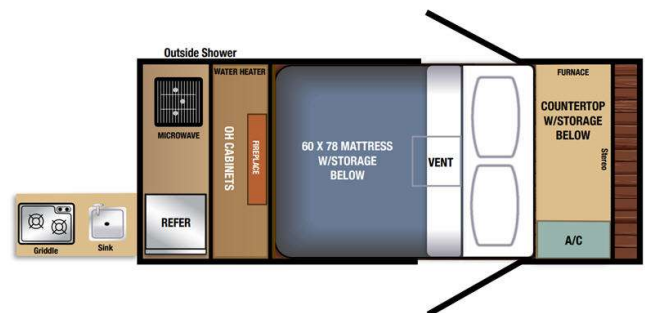 Outside Shower
WATER HEATER
MICROWAVE
OH CABINETS
FIREPLACE
REFER
Griddle
Sink
60 X 78 MATTRESS
W/STORAGE
BELOW
VENT
FURNACE
COUNTERTOP
W/STORAGE
BELOW
Stereo
A/C